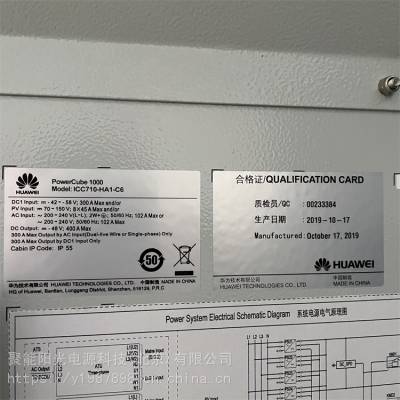 HUAWEI
PowerCube 1000
Model: ICC710-HA1-C6
DC1 Input: ⎓ 42 - 58 V; 300 A Max and/or
PV Input: ⎓ 70 - 150 V; 8X45 A Max and/or
AC Input: ~ 200 - 240 V(L-L); 2W+⏚; 50/60 Hz; 102 A Max or
~ 200 - 240 V; 50/60 Hz; 102 A Max
DC Output: ⎓ 48 V; 400 A Max
300 A Max Output by AC Input(Dual-live Wire or Single-phase) Only
300 A Max Output by DC1 Input Only
Cabin IP Code: IP 55
50
中国制造
MADE IN CHINA
华为技术有限公司
HUAWEI TECHNOLOGIES CO., LTD.
HQ of Huawei, Bantian, Longgang District, Shenzhen, 518129, P.R.C
合格证/QUALIFICATION CARD
质检员/QC : 00233384
生产日期 : 2019-10-17
Manufactured: October 17, 2019
HUAWEI
华为技术有限公司
HUAWEI TECHNOLOGIES CO., LTD.
中国制造
MADE IN CHINA
Power System Electrical Schematic Diagram | 系统电源电气原理图
ATS
Mains Input
L1
L2
N
L1(L)